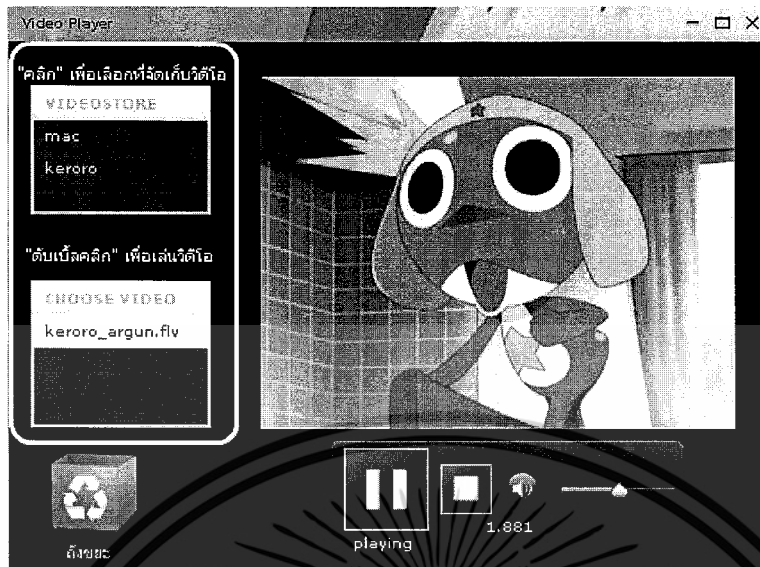 Video Player
"คลิก" เพื่อเลือกที่จัดเก็บวิดีโอ
VIDEOSTORE
mac
keroro
"ดับเบิ้ลคลิก" เพื่อเล่นวิดีโอ
CHOOSE VIDEO
keroro_argun.flv
ถังขยะ
playing
1.881